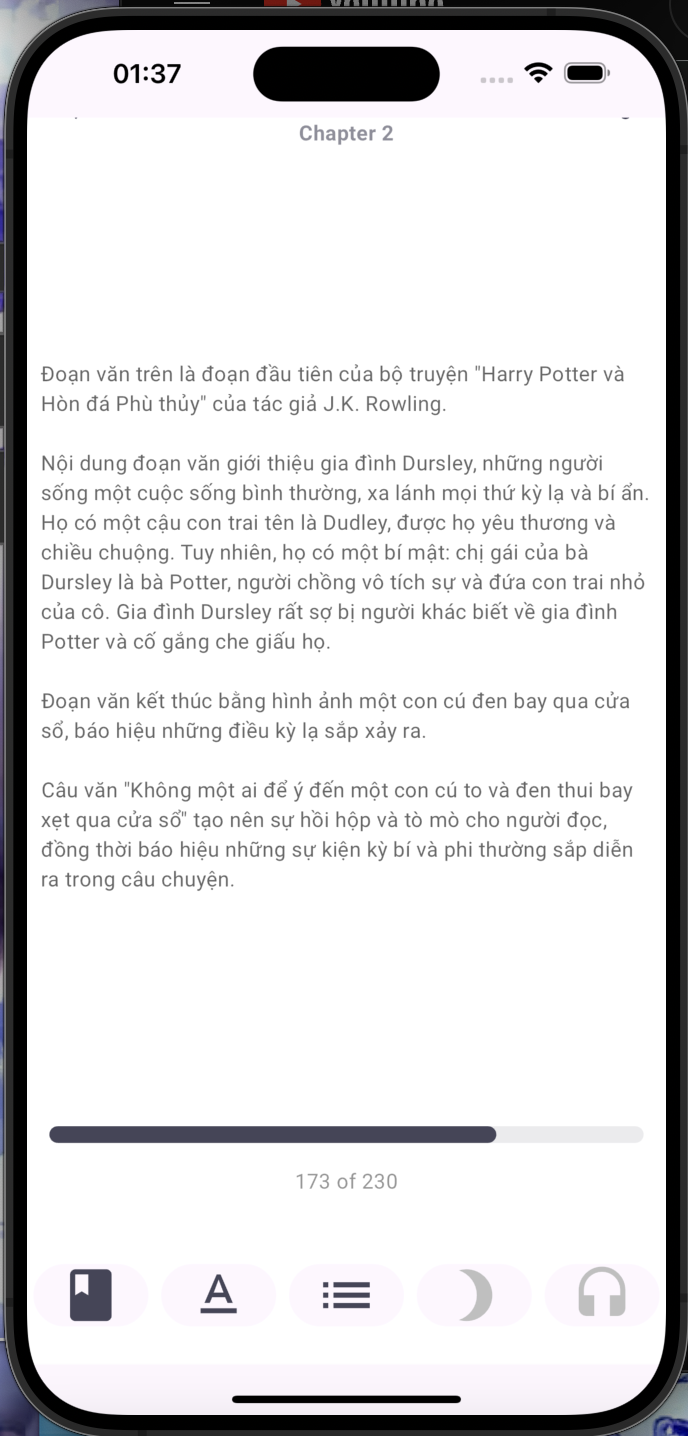 01:37
Chapter 2
Đoạn văn trên là đoạn đầu tiên của bộ truyện "Harry Potter và
Hòn đá Phù thủy" của tác giả J.K. Rowling.
Nội dung đoạn văn giới thiệu gia đình Dursley, những người
sống một cuộc sống bình thường, xa lánh mọi thứ kỳ lạ và bí ẩn.
Họ có một cậu con trai tên là Dudley, được họ yêu thương và
chiều chuộng. Tuy nhiên, họ có một bí mật: chị gái của bà
Dursley là bà Potter, người chồng vô tích sự và đứa con trai nhỏ
của cô. Gia đình Dursley rất sợ bị người khác biết về gia đình
Potter và cố gắng che giấu họ.
Đoạn văn kết thúc bằng hình ảnh một con cú đen bay qua cửa
sổ, báo hiệu những điều kỳ lạ sắp xảy ra.
Câu văn "Không một ai để ý đến một con cú to và đen thui bay
xẹt qua cửa sổ" tạo nên sự hồi hộp và tò mò cho người đọc,
đồng thời báo hiệu những sự kiện kỳ bí và phi thường sắp diễn
ra trong câu chuyện.
173 of 230
A